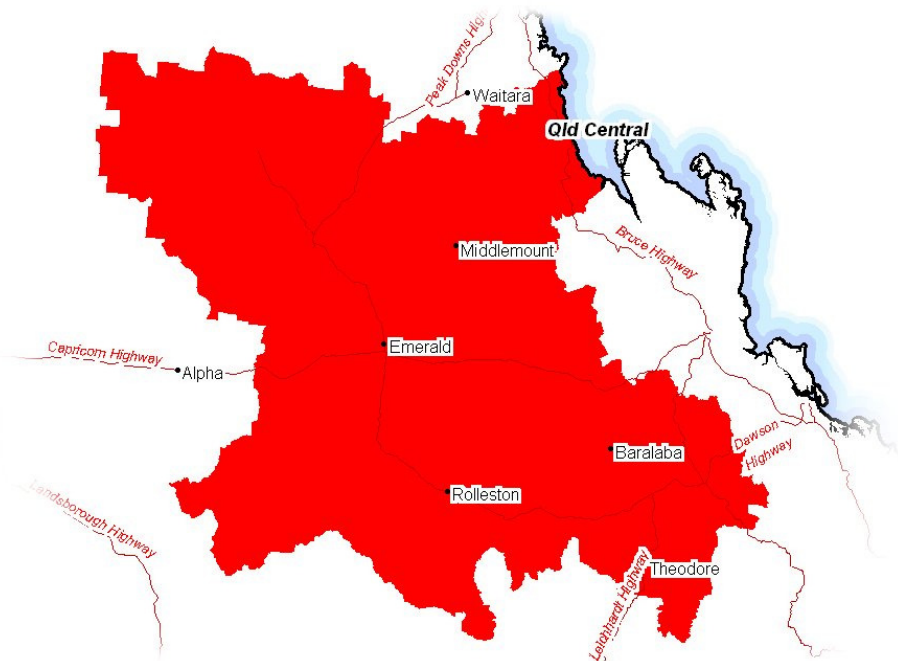 Peak Downs High
Waitara
Qld Central
Bruce Highway
Middlemount
Emerald
Capricorn Highway
Alpha
Dawson
Highway
Baralaba
Rolleston
Landsborough Highway
Theodore
Leichhardt Highway